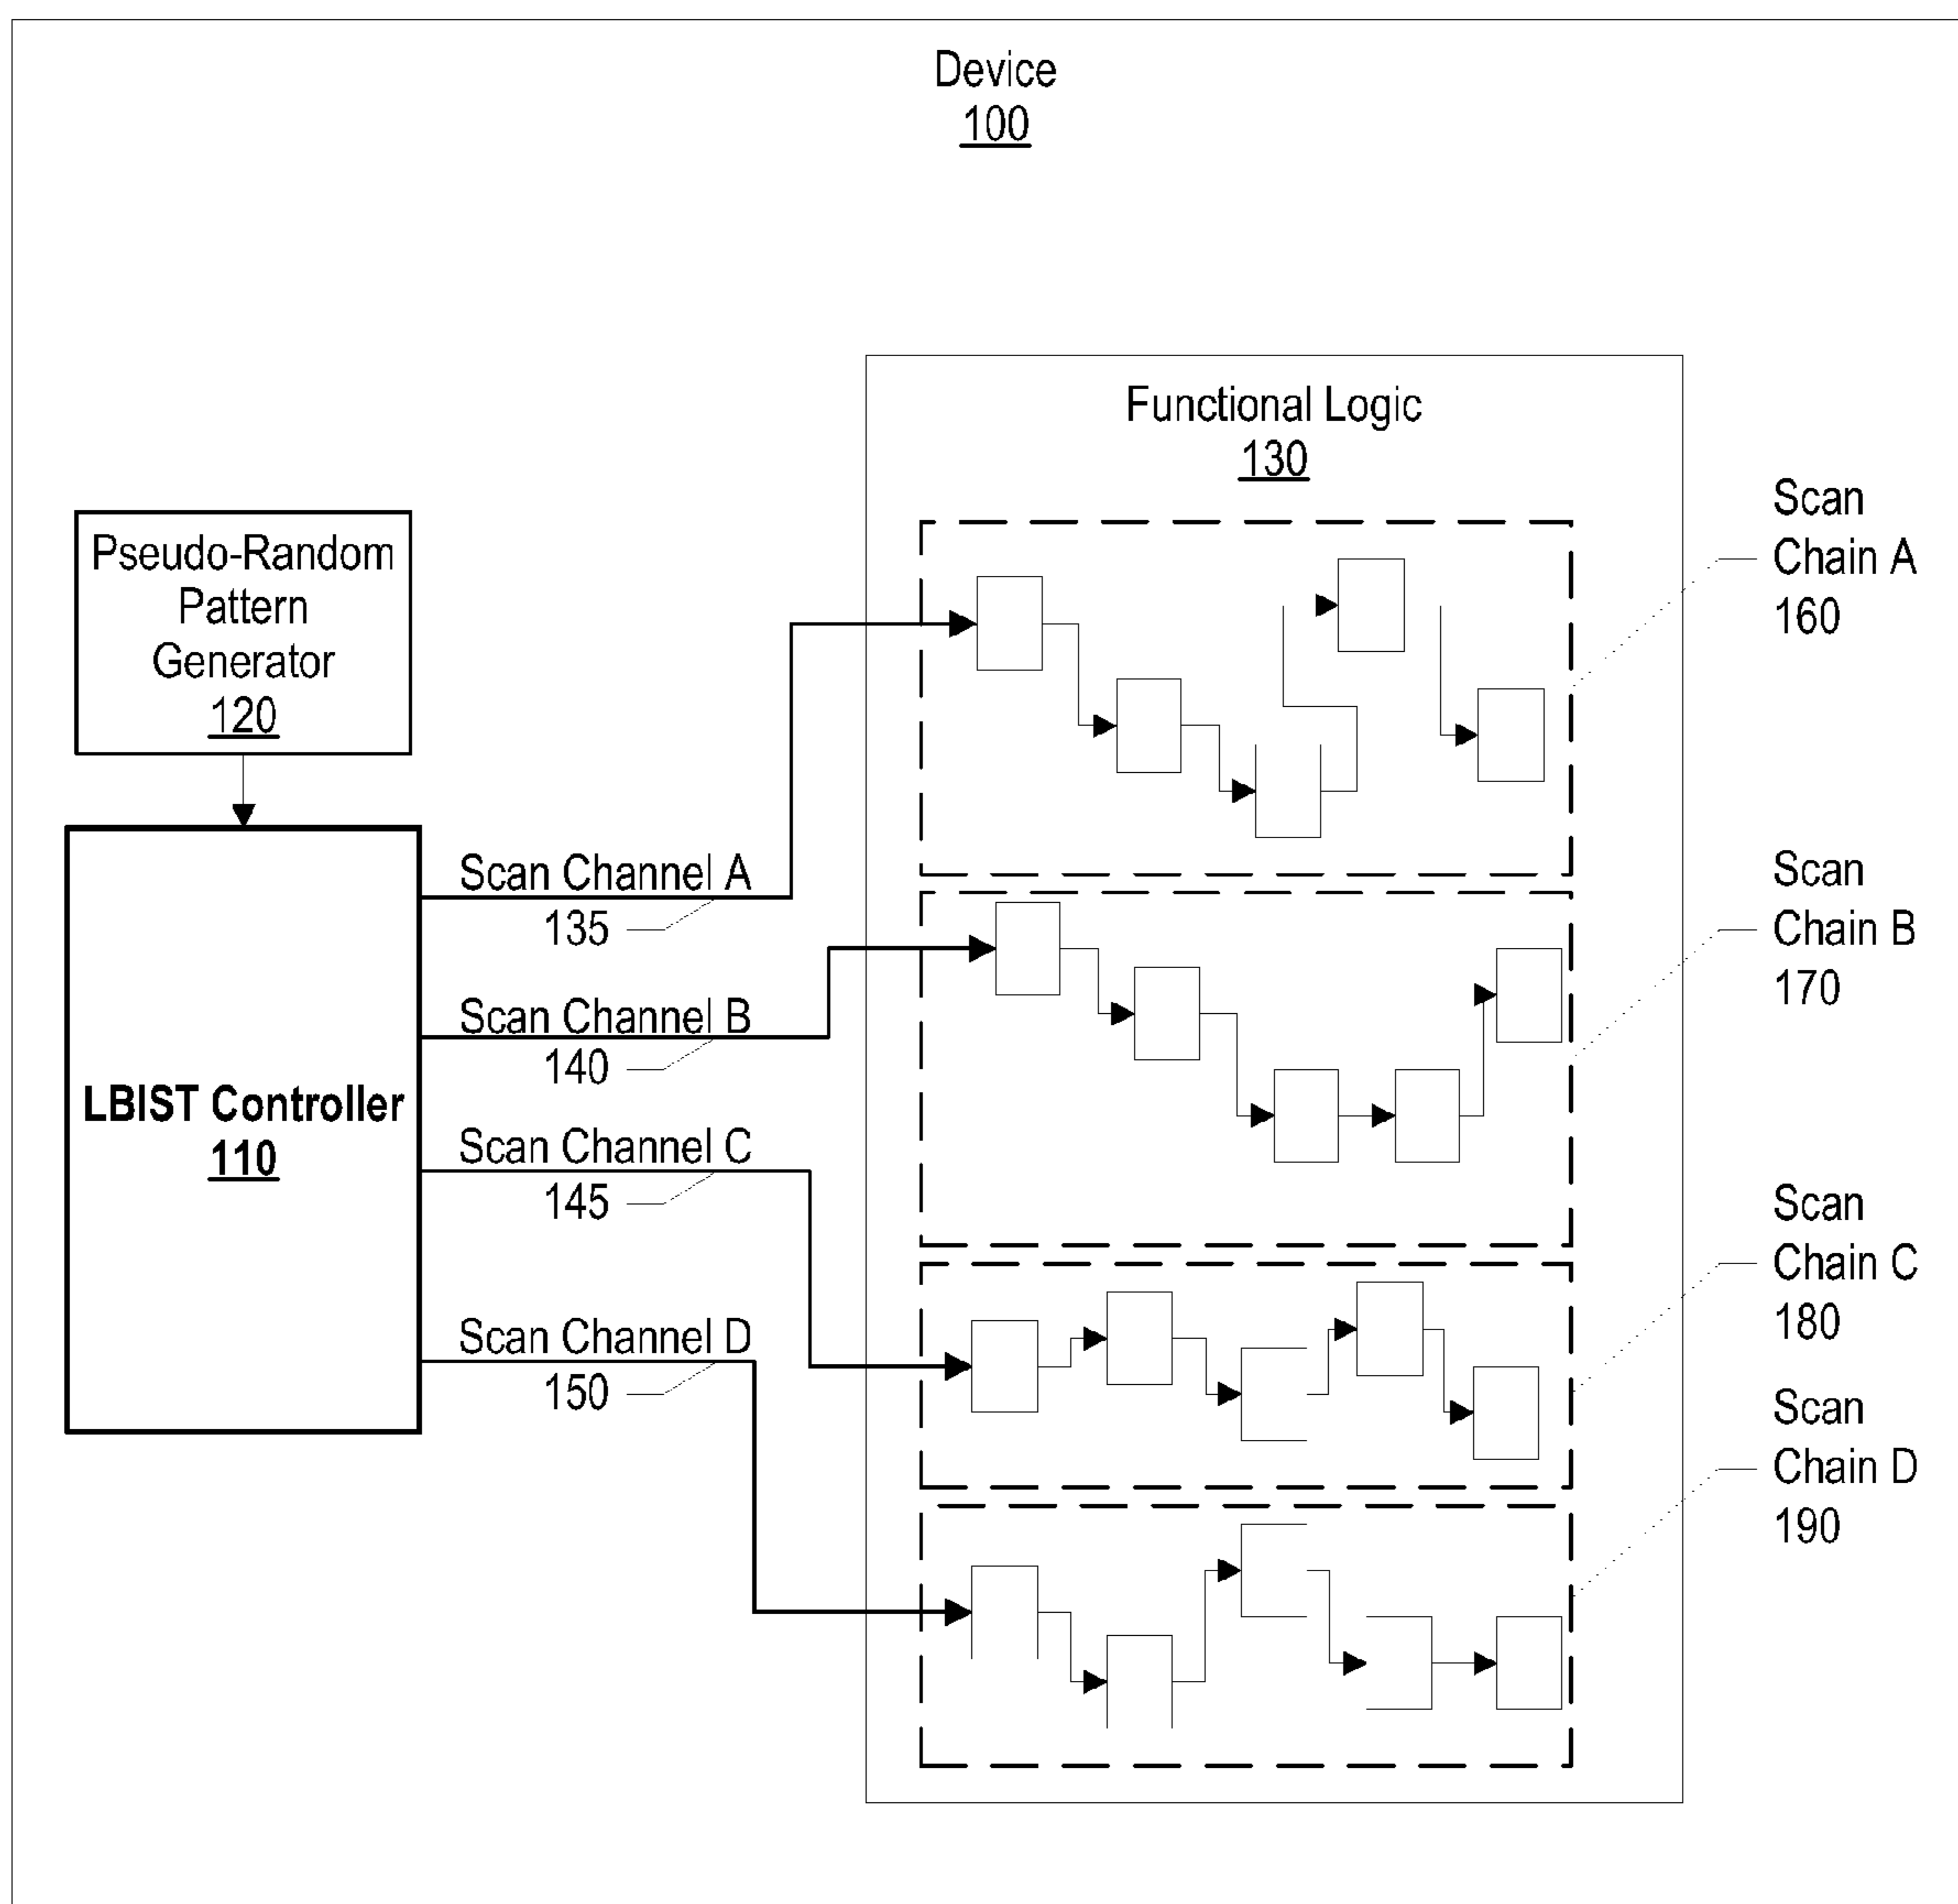 Device
100
Functional Logic
130
Pseudo-Random
Pattern
Generator
120
LBIST Controller
110
Scan Channel A
135
Scan Channel B
140
Scan Channel C
145
Scan Channel D
150
Scan
Chain A
160
Scan
Chain B
170
Scan
Chain C
180
Scan
Chain D
190